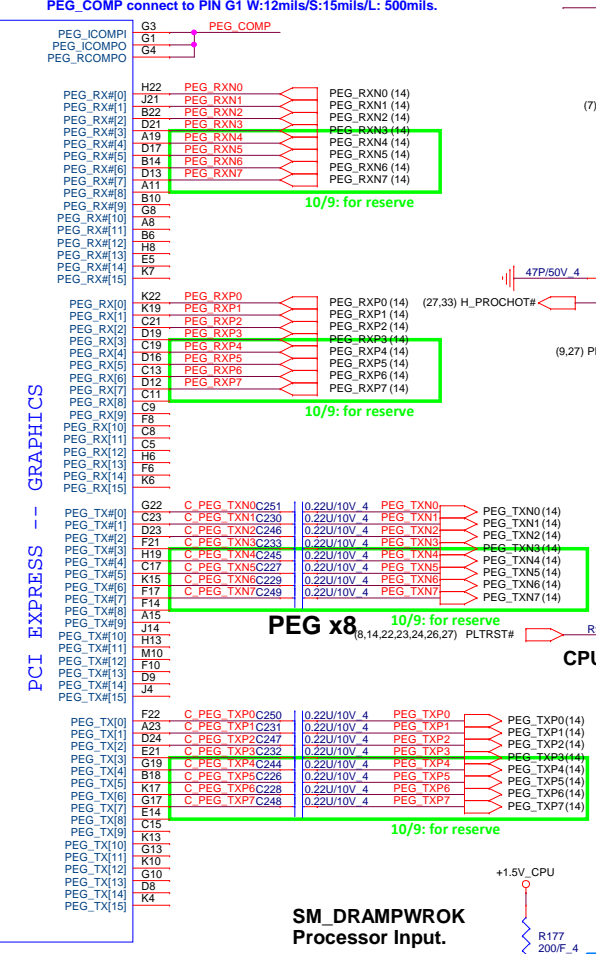 PEG_COMP connect to PIN G1 W:12mils/S:15mils/L: 500mils.
PEG_ICOMPI G3 PEG_COMP
PEG_ICOMPO G1
PEG_RCOMPO G4
PEG_RX#[0] H22 PEG_RXN0 PEG_RXN0 (14)
PEG_RX#[1] J21 PEG_RXN1 PEG_RXN1 (14)
PEG_RX#[2] B22 PEG_RXN2 PEG_RXN2 (14)
PEG_RX#[3] D21 PEG_RXN3 PEG_RXN3 (14)
PEG_RX#[4] A19 PEG_RXN4 PEG_RXN4 (14)
PEG_RX#[5] D17 PEG_RXN5 PEG_RXN5 (14)
PEG_RX#[6] B14 PEG_RXN6 PEG_RXN6 (14)
PEG_RX#[7] D13 PEG_RXN7 PEG_RXN7 (14)
PEG_RX#[8] A11
PEG_RX#[9] B10
10/9: for reserve
PEG_RX#[10] G8
PEG_RX#[11] A8
PEG_RX#[12] B6
PEG_RX#[13] H8
PEG_RX#[14] E5
PEG_RX#[15] K7
(7)
47P/50V_4
(27,33) H_PROCHOT#
PEG_RX[0] K22 PEG_RXP0 PEG_RXP0 (14)
PEG_RX[1] K19 PEG_RXP1 PEG_RXP1 (14)
PEG_RX[2] C21 PEG_RXP2 PEG_RXP2 (14)
PEG_RX[3] D19 PEG_RXP3 PEG_RXP3 (14)
PEG_RX[4] C19 PEG_RXP4 PEG_RXP4 (14)
PEG_RX[5] D16 PEG_RXP5 PEG_RXP5 (14)
PEG_RX[6] C13 PEG_RXP6 PEG_RXP6 (14)
PEG_RX[7] D12 PEG_RXP7 PEG_RXP7 (14)
PEG_RX[8] C11
PEG_RX[9] C9
10/9: for reserve
PEG_RX[10] F8
PEG_RX[11] C8
PEG_RX[12] C5
PEG_RX[13] H6
PEG_RX[14] F6
PEG_RX[15] K6
(9,27)
PCI EXPRESS -- GRAPHICS
PEG_TX#[0] G22 C_PEG_TXN0 C251 0.22U/10V_4 PEG_TXN0 PEG_TXN0 (14)
PEG_TX#[1] C23 C_PEG_TXN1 C230 0.22U/10V_4 PEG_TXN1 PEG_TXN1 (14)
PEG_TX#[2] D23 C_PEG_TXN2 C246 0.22U/10V_4 PEG_TXN2 PEG_TXN2 (14)
PEG_TX#[3] F21 C_PEG_TXN3 C233 0.22U/10V_4 PEG_TXN3 PEG_TXN3 (14)
PEG_TX#[4] H19 C_PEG_TXN4 C245 0.22U/10V_4 PEG_TXN4 PEG_TXN4 (14)
PEG_TX#[5] C17 C_PEG_TXN5 C227 0.22U/10V_4 PEG_TXN5 PEG_TXN5 (14)
PEG_TX#[6] K15 C_PEG_TXN6 C229 0.22U/10V_4 PEG_TXN6 PEG_TXN6 (14)
PEG_TX#[7] F17 C_PEG_TXN7 C249 0.22U/10V_4 PEG_TXN7 PEG_TXN7 (14)
PEG_TX#[8] F14
PEG_TX#[9] A15
10/9: for reserve
PEG x8
(8,14,22,23,24,26,27) PLTRST#
PEG_TX#[10] J14
PEG_TX#[11] H13
PEG_TX#[12] M10
PEG_TX#[13] F10
PEG_TX#[14] D9
PEG_TX#[15] J4
PEG_TX[0] F22 C_PEG_TXP0 C250 0.22U/10V_4 PEG_TXP0 PEG_TXP0 (14)
PEG_TX[1] A23 C_PEG_TXP1 C231 0.22U/10V_4 PEG_TXP1 PEG_TXP1 (14)
PEG_TX[2] D24 C_PEG_TXP2 C247 0.22U/10V_4 PEG_TXP2 PEG_TXP2 (14)
PEG_TX[3] E21 C_PEG_TXP3 C232 0.22U/10V_4 PEG_TXP3 PEG_TXP3 (14)
PEG_TX[4] G19 C_PEG_TXP4 C244 0.22U/10V_4 PEG_TXP4 PEG_TXP4 (14)
PEG_TX[5] B18 C_PEG_TXP5 C226 0.22U/10V_4 PEG_TXP5 PEG_TXP5 (14)
PEG_TX[6] K17 C_PEG_TXP6 C228 0.22U/10V_4 PEG_TXP6 PEG_TXP6 (14)
PEG_TX[7] G17 C_PEG_TXP7 C248 0.22U/10V_4 PEG_TXP7 PEG_TXP7 (14)
PEG_TX[8] E14
PEG_TX[9] C15
10/9: for reserve
PEG_TX[10] K13
PEG_TX[11] G13
PEG_TX[12] K10
PEG_TX[13] G10
PEG_TX[14] D8
PEG_TX[15] K4
+1.5V_CPU
SM_DRAMPWROK
Processor Input.
R177
200/F_4